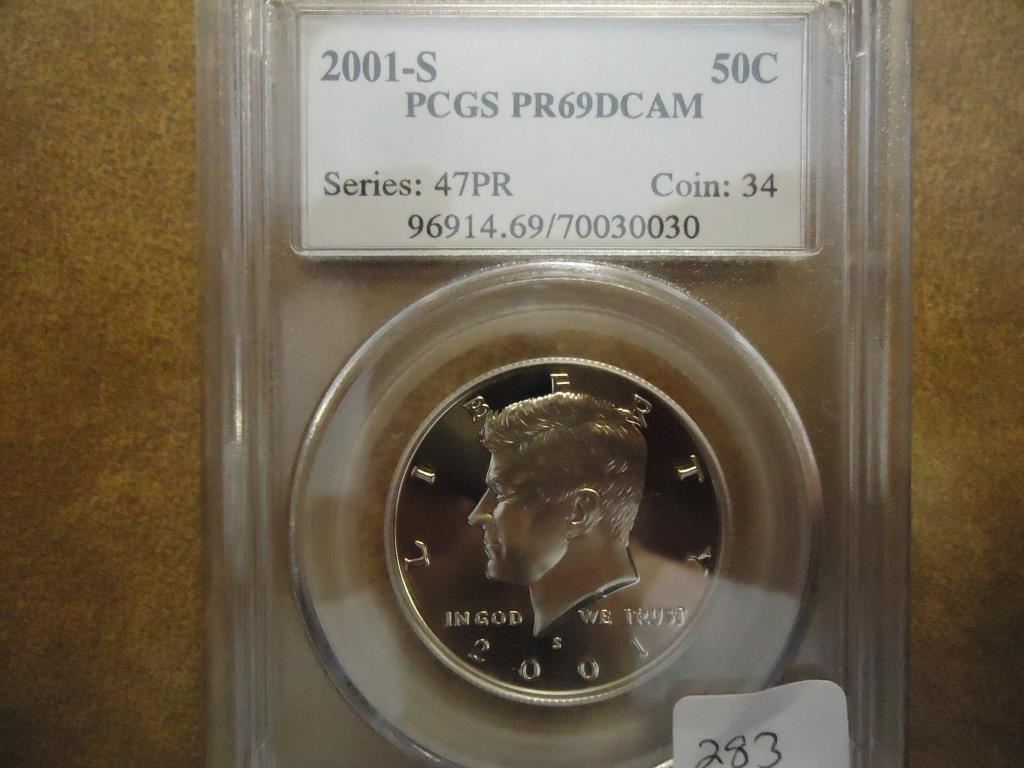 2001-S 50C
PCGS PR69DCAM
Series: 47PR Coin: 34
96914.69/70030030
LIBERTY
IN GOD WE TRUST
S
2001
283